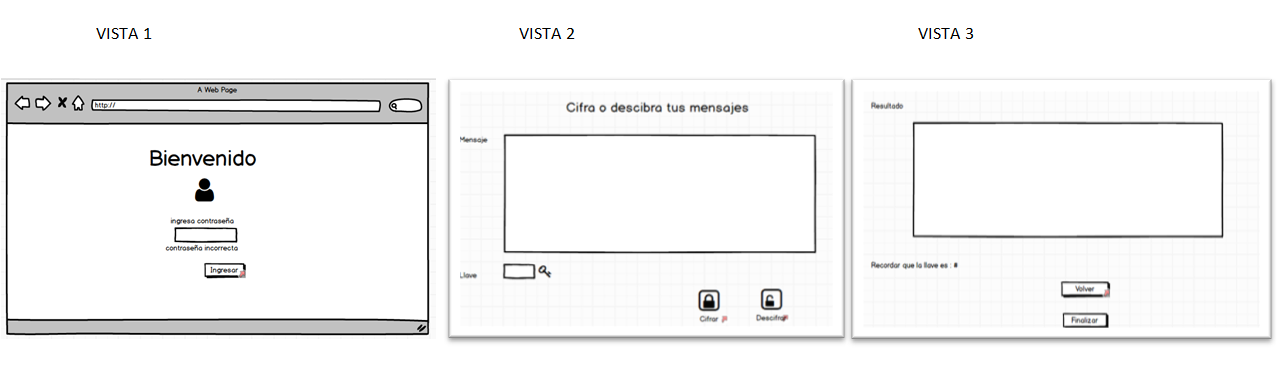 VISTA 1
A Web Page
http://
Bienvenido
ingresa contraseña
contraseña incorrecta
Ingresar
VISTA 2
Cifra o descibra tus mensajes
Mensaje
Llave
Cifrar
Descifrar
VISTA 3
Resultado
Recordar que la llave es : #
Volver
Finalizar